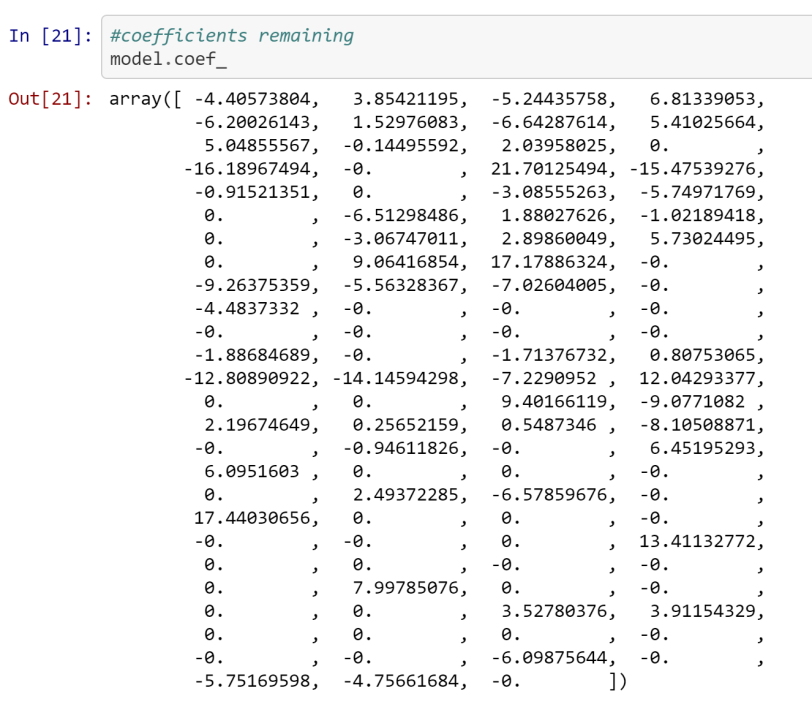 In [21]: #coefficients remaining
model.coef_
Out[21]: array([ -4.40573804, 3.85421195, -5.24435758, 6.81339053,
-6.20026143, 1.52976083, -6.64287614, 5.41025664,
5.04855567, -0.14495592, 2.03958025, 0. ,
-16.18967494, -0. , 21.70125494, -15.47539276,
-0.91521351, 0. , -3.08555263, -5.74971769,
0. , -6.51298486, 1.88027626, -1.02189418,
0. , -3.06747011, 2.89860049, 5.73024495,
0. , 9.06416854, 17.17886324, -0. ,
-9.26375359, -5.56328367, -7.02604005, -0. ,
-4.4837332 , -0. , -0. , -0. ,
-0. , -0. , -0. , -0. ,
-1.88684689, -0. , -1.71376732, 0.80753065,
-12.80890922, -14.14594298, -7.2290952 , 12.04293377,
0. , 0. , 9.40166119, -9.0771082 ,
2.19674649, 0.25652159, 0.5487346 , -8.10508871,
-0. , -0.94611826, -0. , 6.45195293,
6.0951603 , 0. , 0. , -0. ,
0. , 2.49372285, -6.57859676, -0. ,
17.44030656, 0. , 0. , -0. ,
-0. , -0. , 0. , 13.41132772,
0. , 0. , -0. , -0. ,
0. , 7.99785076, 0. , -0. ,
0. , 0. , 3.52780376, 3.91154329,
0. , 0. , 0. , -0. ,
-0. , -0. , -6.09875644, -0. ,
-5.75169598, -4.75661684, -0. ])